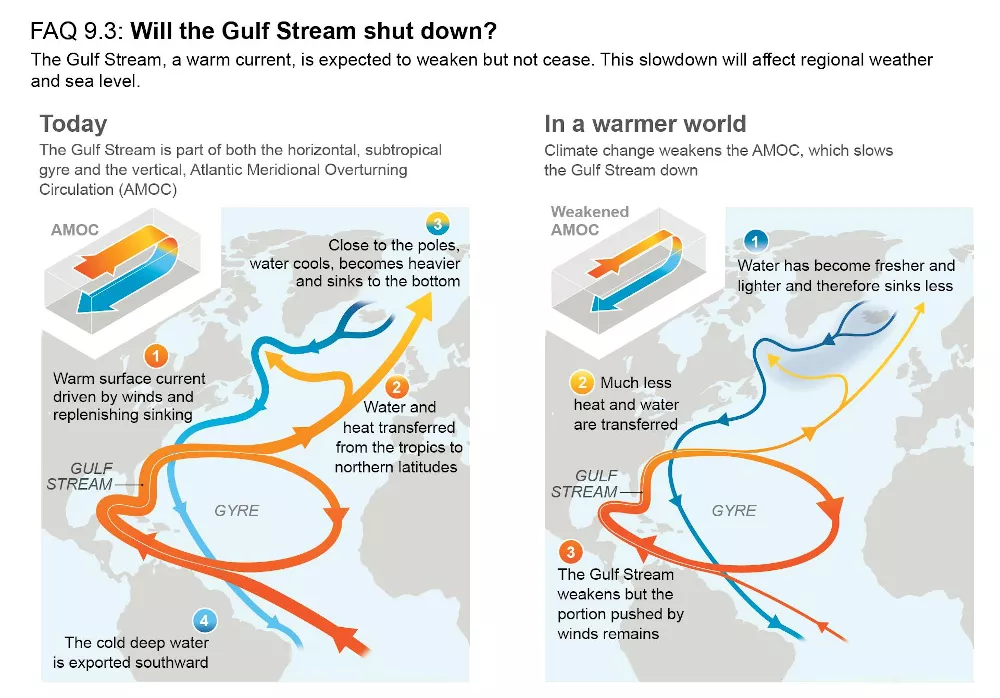 FAQ 9.3: Will the Gulf Stream shut down?
The Gulf Stream, a warm current, is expected to weaken but not cease. This slowdown will affect regional weather
and sea level.
Today
The Gulf Stream is part of both the horizontal, subtropical
gyre and the vertical, Atlantic Meridional Overturning
Circulation (AMOC)
AMOC
3
Close to the poles,
water cools, becomes heavier
and sinks to the bottom
1
Warm surface current
driven by winds and
replenishing sinking
2
Water and
heat transferred
from the tropics to
northern latitudes
GULF
STREAM
GYRE
4
The cold deep water
is exported southward
In a warmer world
Climate change weakens the AMOC, which slows
the Gulf Stream down
Weakened
AMOC
1
Water has become fresher and
lighter and therefore sinks less
2 Much less
heat and water
are transferred
GULF
STREAM
GYRE
3
The Gulf Stream
weakens but the
portion pushed by
winds remains